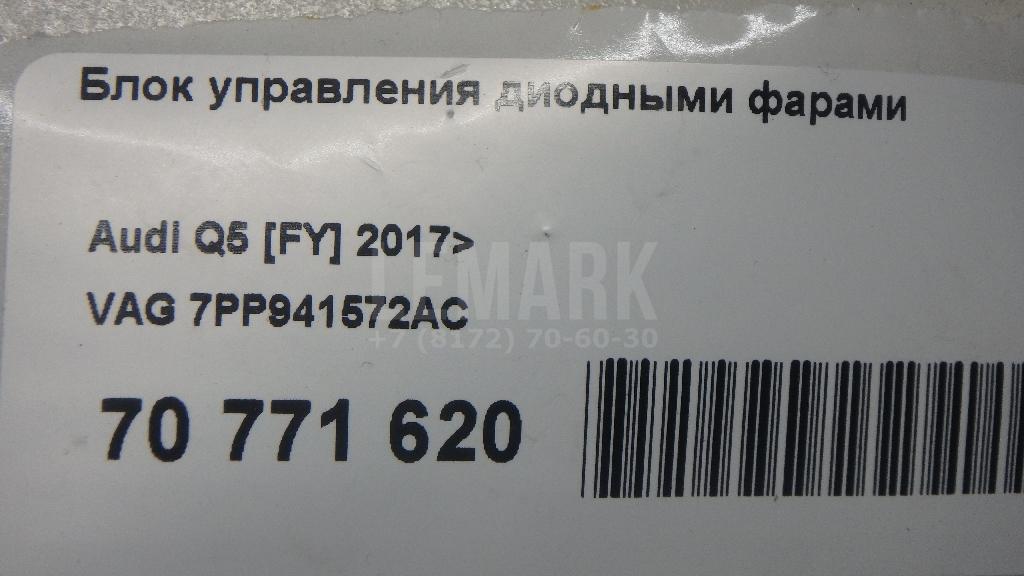 Блок управления диодными фарами
Audi Q5 [FY] 2017>
LEMARK
VAG 7PP941572AC
+7 (8172) 70-60-30
70 771 620